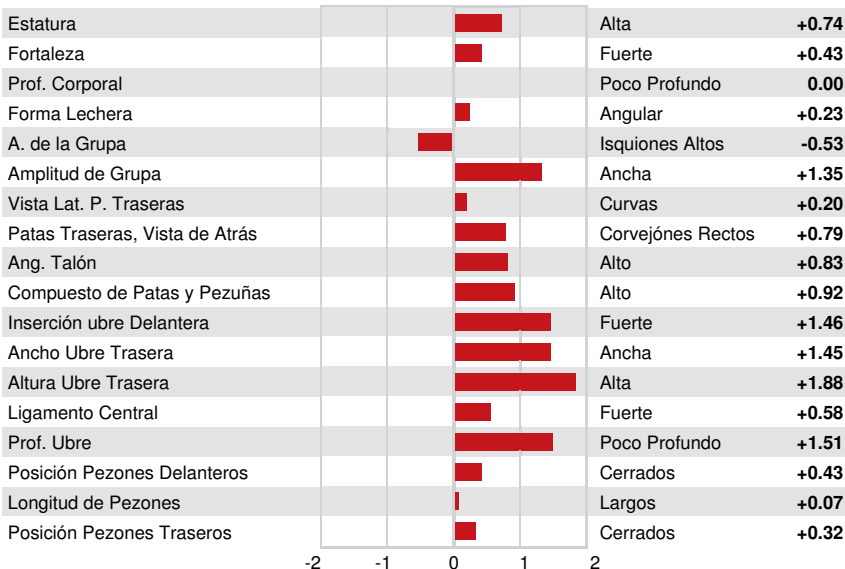 Estatura Alta +0.74
Fortaleza Fuerte +0.43
Prof. Corporal Poco Profundo 0.00
Forma Lechera Angular +0.23
A. de la Grupa Isquiones Altos -0.53
Amplitud de Grupa Ancha +1.35
Vista Lat. P. Traseras Curvas +0.20
Patas Traseras, Vista de Atrás Corvejónes Rectos +0.79
Ang. Talón Alto +0.83
Compuesto de Patas y Pezuñas Alto +0.92
Inserción ubre Delantera Fuerte +1.46
Ancho Ubre Trasera Ancha +1.45
Altura Ubre Trasera Alta +1.88
Ligamento Central Fuerte +0.58
Prof. Ubre Poco Profundo +1.51
Posición Pezones Delanteros Cerrados +0.43
Longitud de Pezones Largos +0.07
Posición Pezones Traseros Cerrados +0.32
-2 -1 0 1 2